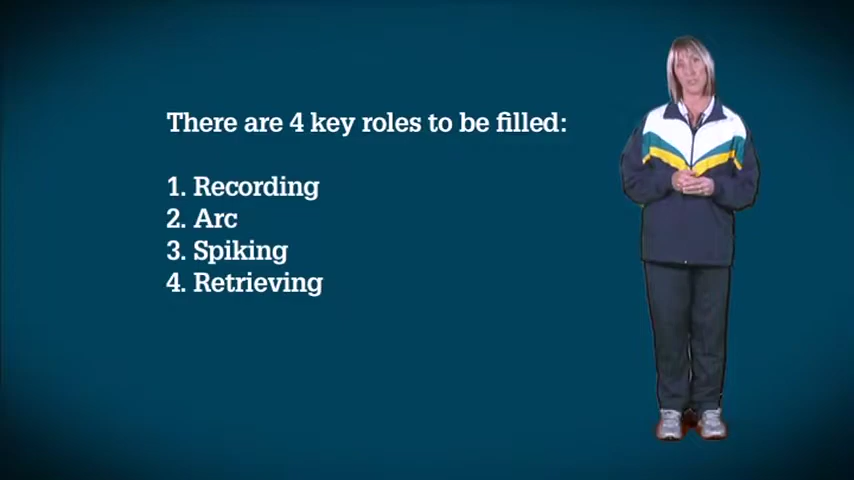 There are 4 key roles to be filled:
1. Recording
2. Arc
3. Spiking
4. Retrieving